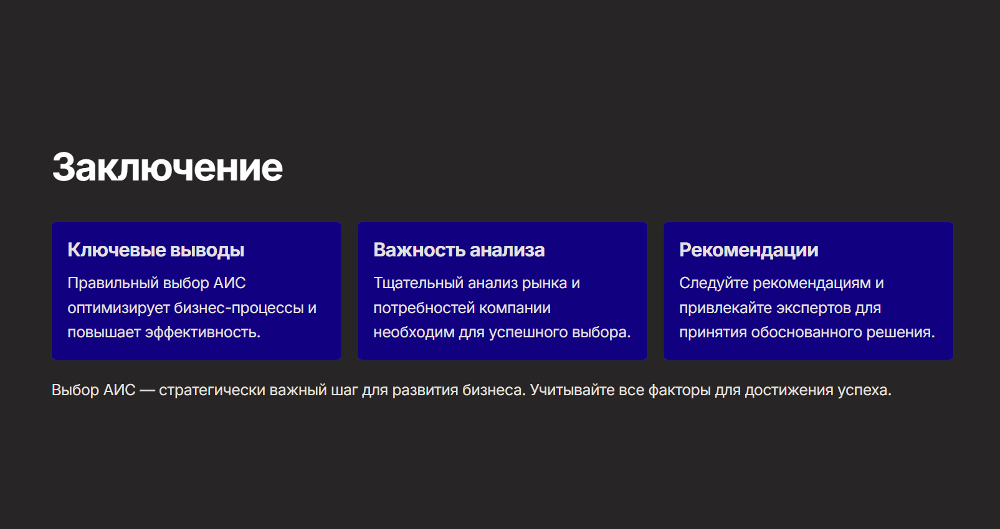 Заключение
Ключевые выводы
Правильный выбор АИС
оптимизирует бизнес-процессы и
повышает эффективность.
Важность анализа
Тщательный анализ рынка и
потребностей компании
необходим для успешного выбора.
Рекомендации
Следуйте рекомендациям и
привлекайте экспертов для
принятия обоснованного решения.
Выбор АИС — стратегически важный шаг для развития бизнеса. Учитывайте все факторы для достижения успеха.